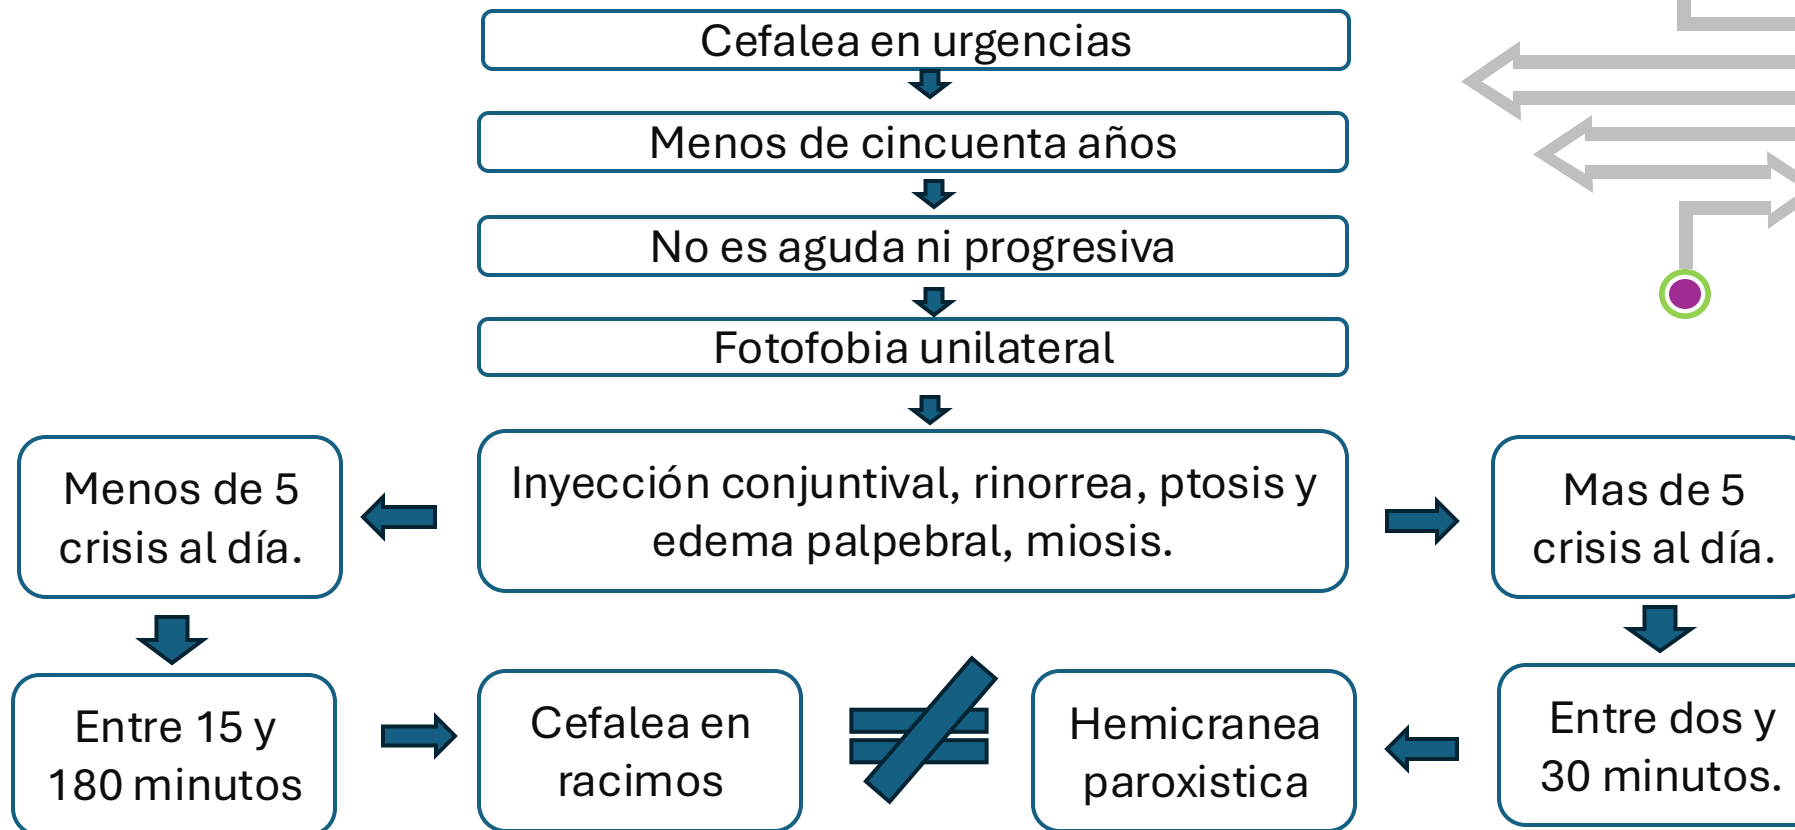 Cefalea en urgencias
Menos de cincuenta años
No es aguda ni progresiva
Fotofobia unilateral
Menos de 5
crisis al día.
Inyección conjuntival, rinorrea, ptosis y
edema palpebral, miosis.
Mas de 5
crisis al día.
Entre 15 y
180 minutos
Cefalea en
racimos
Hemicranea
paroxistica
Entre dos y
30 minutos.